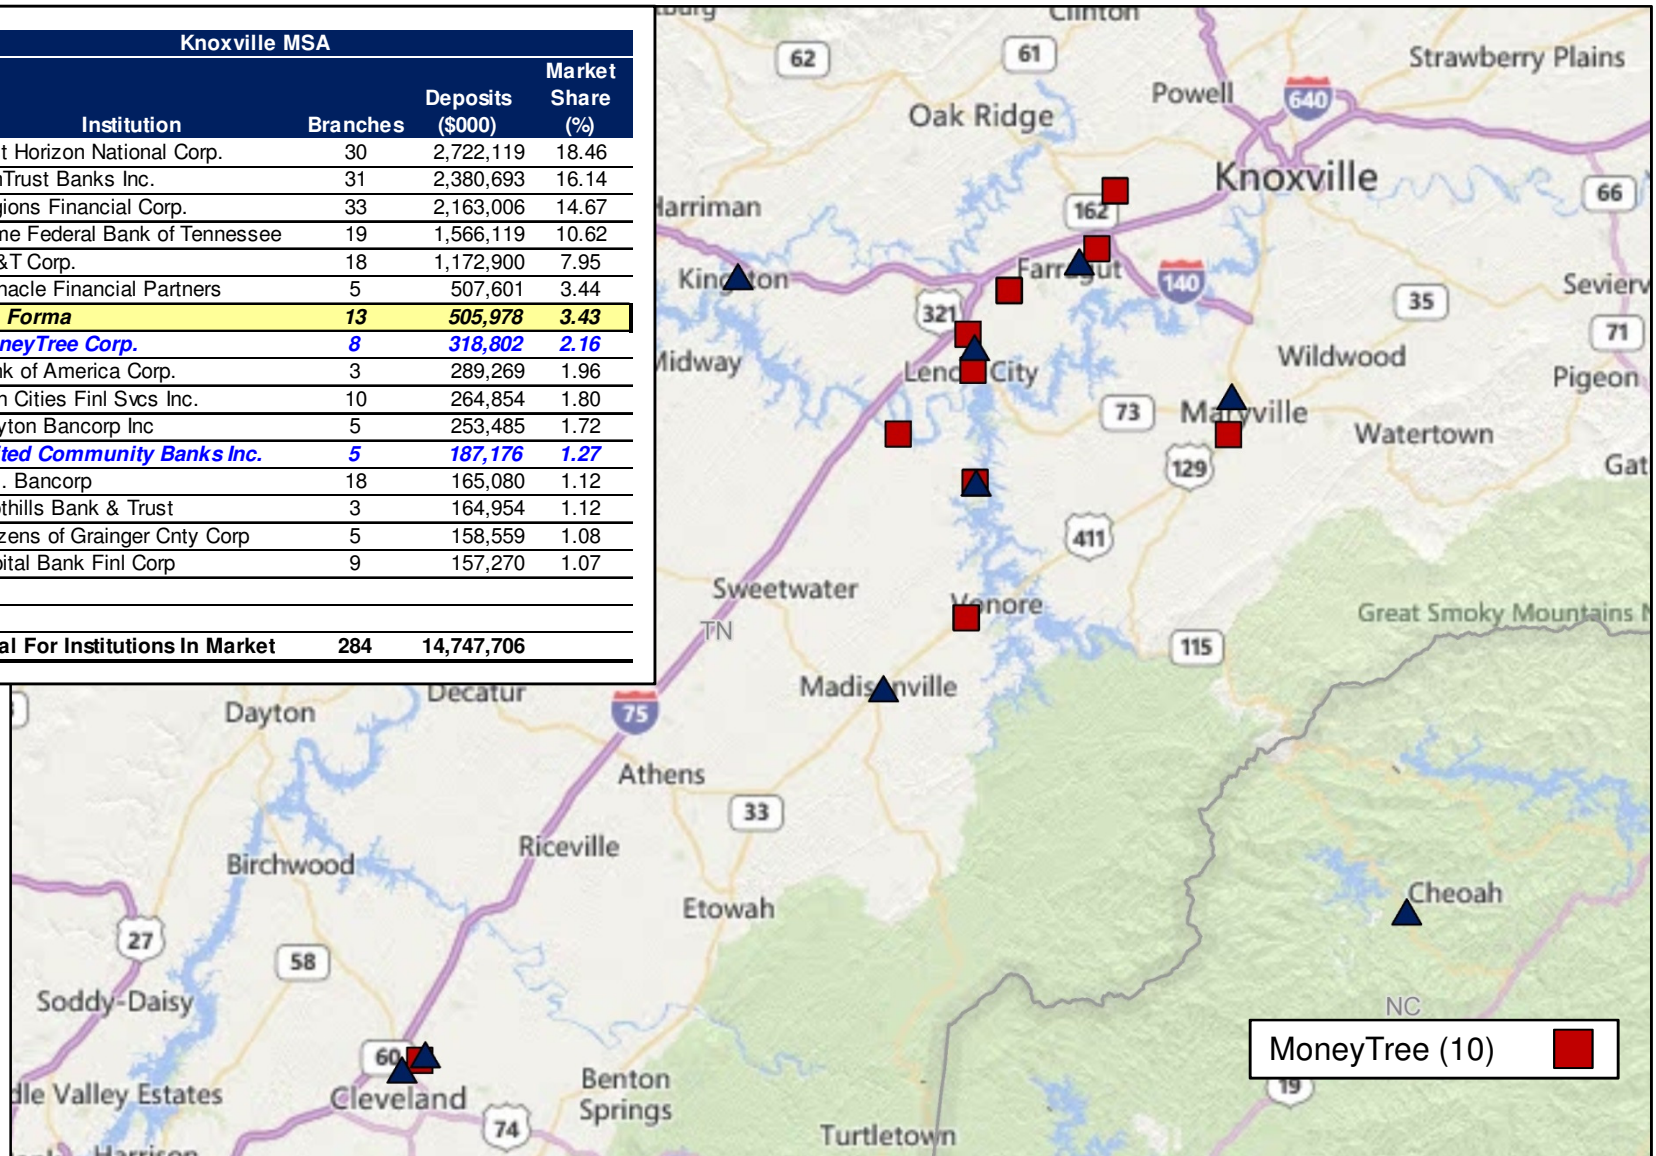 Knoxville MSA
Market
Deposits Share
Institution Branches ($000) (%)
t Horizon National Corp. 30 2,722,119 18.46
Trust Banks Inc. 31 2,380,693 16.14
gions Financial Corp. 33 2,163,006 14.67
me Federal Bank of Tennessee 19 1,566,119 10.62
&T Corp. 18 1,172,900 7.95
nacle Financial Partners 5 507,601 3.44
Forma 13 505,978 3.43
neyTree Corp. 8 318,802 2.16
nk of America Corp. 3 289,269 1.96
n Cities Finl Svcs Inc. 10 264,854 1.80
yton Bancorp Inc 5 253,485 1.72
ited Community Banks Inc. 5 187,176 1.27
. Bancorp 18 165,080 1.12
othills Bank & Trust 3 164,954 1.12
zens of Grainger Cnty Corp 5 158,559 1.08
pital Bank Finl Corp 9 157,270 1.07
al For Institutions In Market 284 14,747,706
Clinton
62
61
Strawberry Plains
Powell
640
Oak Ridge
Knoxville
66
Harriman
162
Kingston
Farragut
140
Sevierv
35
321
71
Midway
Wildwood
Lenoir City
Pigeon
73
Maryville
Watertown
129
Gat
411
Sweetwater
Vonore
Great Smoky Mountains N
TN
115
Madisonville
Decatur
Dayton
75
Athens
33
Riceville
Birchwood
Etowah
Cheoah
27
58
Soddy-Daisy
NC
MoneyTree (10)
60
Benton
Springs
19
dle Valley Estates
Cleveland
74
Turtletown
Harrison